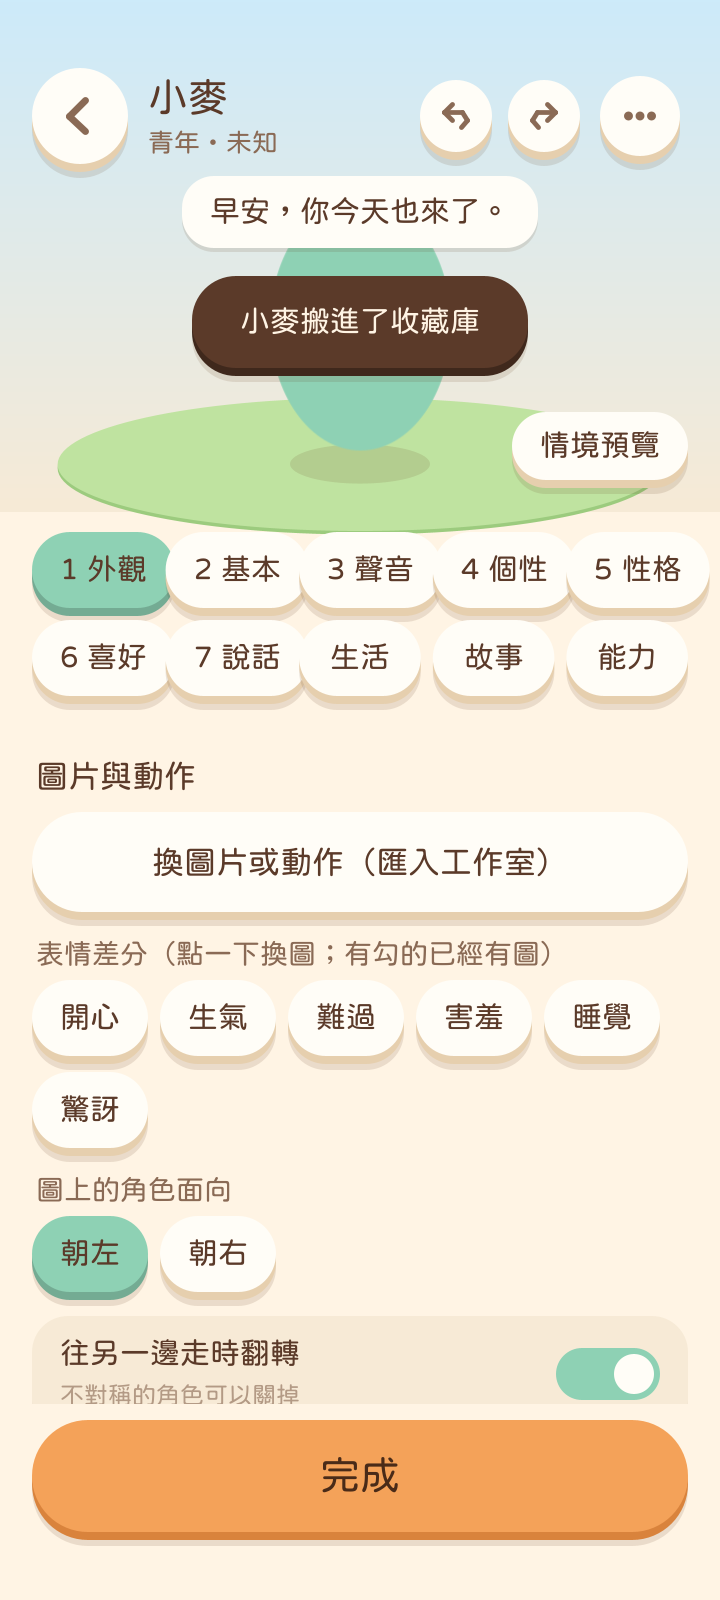 小麥
青年・未知
早安，你今天也來了。
小麥搬進了收藏庫
情境預覽
1 外觀
2 基本
3 聲音
4 個性
5 性格
6 喜好
7 說話
生活
故事
能力
圖片與動作
換圖片或動作（匯入工作室）
表情差分（點一下換圖；有勾的已經有圖）
開心
生氣
難過
害羞
睡覺
驚訝
圖上的角色面向
朝左
朝右
往另一邊走時翻轉
不對稱的角色可以關掉
完成